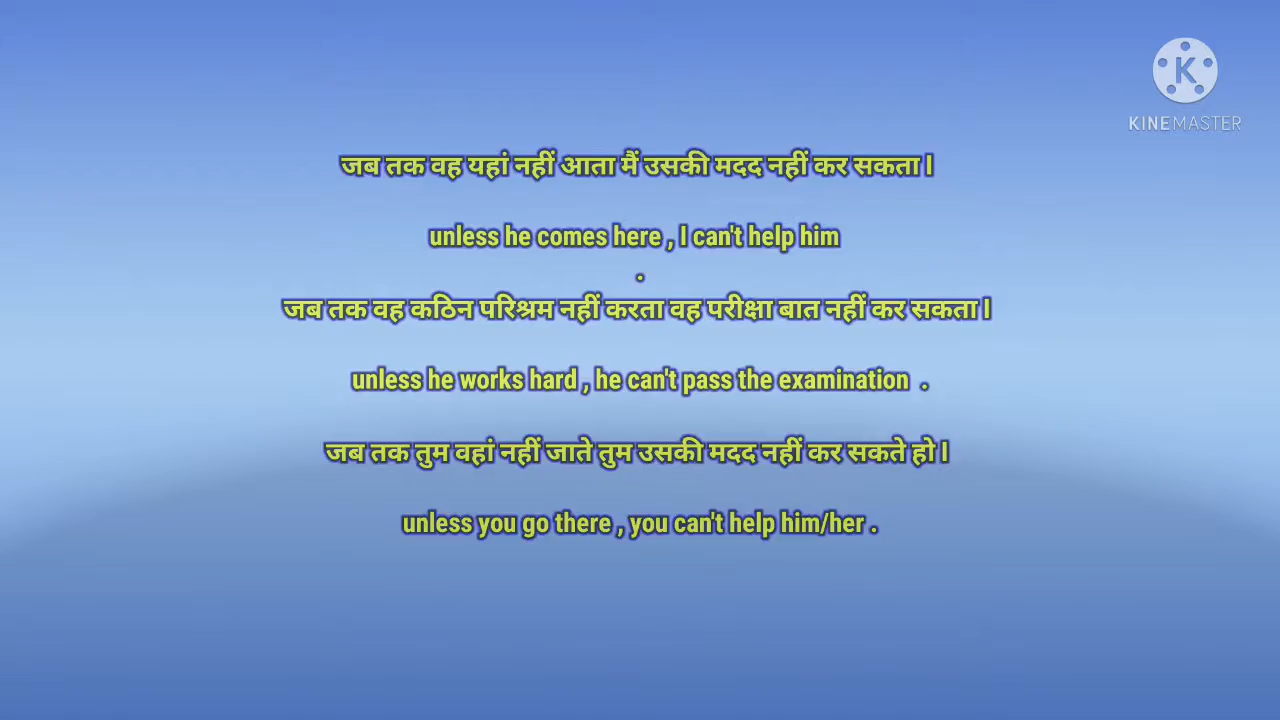 KINEMASTER
जब तक वह यहां नहीं आता मैं उसकी मदद नहीं कर सकता l
unless he comes here , I can't help him
.
जब तक वह कठिन परिश्रम नहीं करता वह परीक्षा बात नहीं कर सकता l
unless he works hard , he can't pass the examination .
जब तक तुम वहां नहीं जाते तुम उसकी मदद नहीं कर सकते हो l
unless you go there , you can't help him/her .